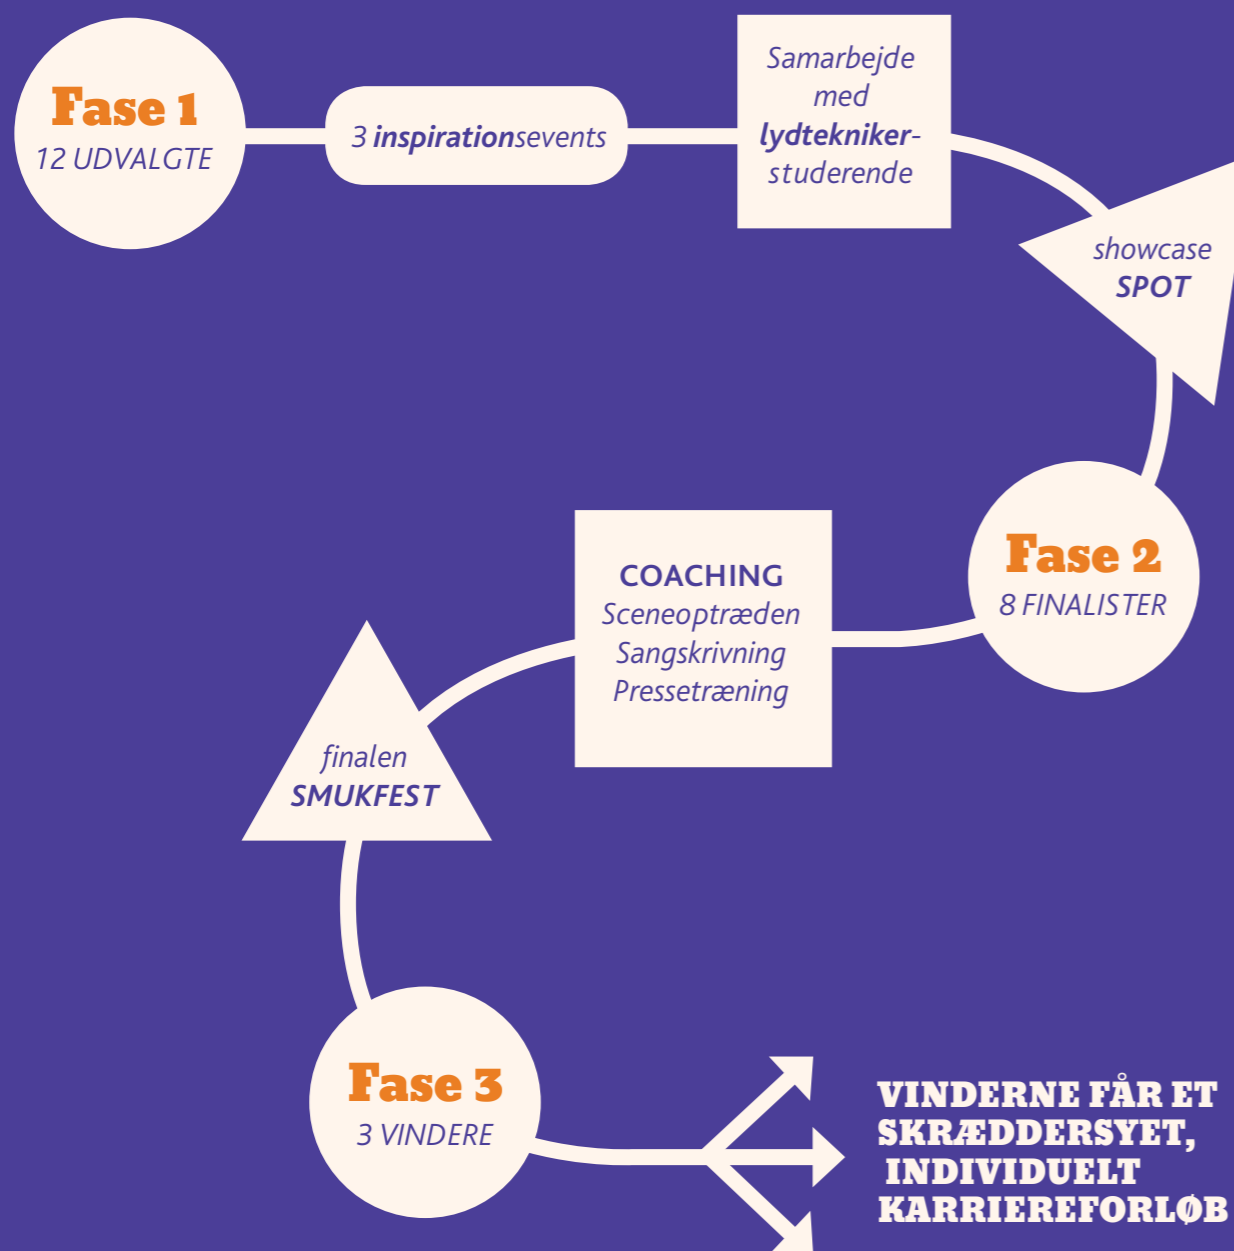 Fase 1
12 UDVALGTE
3 inspirationsevents
Samarbejde
med
lydtekniker-
studerende
showcase
SPOT
Fase 2
8 FINALISTER
COACHING
Sceneoptræden
Sangskrivning
Pressetræning
finalen
SMUKFEST
Fase 3
3 VINDERE
VINDERNE FÅR ET
SKRÆDDERSYET,
INDIVIDUELT
KARRIEREFORLØB